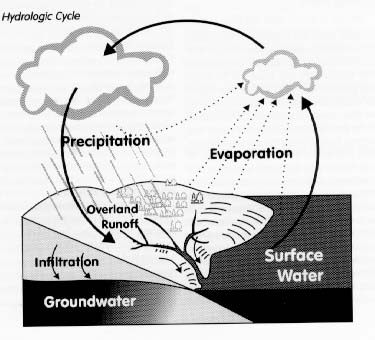 Hydrologic Cycle
Precipitation
Evaporation
Overland
Runoff
Infiltration
Surface
Water
Groundwater